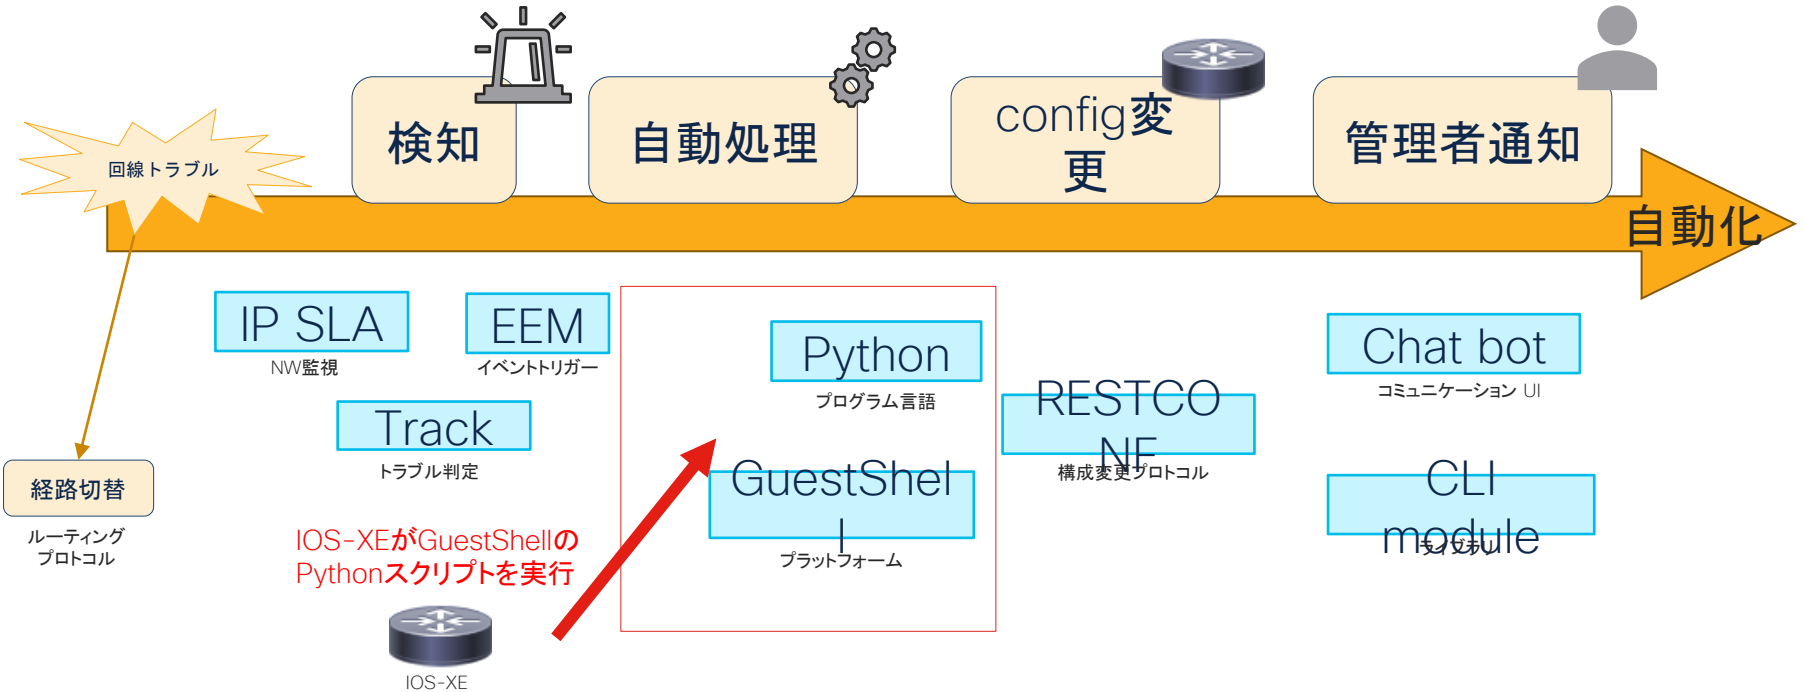 回線トラブル
検知
自動処理
config変
更
管理者通知
自動化
IP SLA
NW監視
EEM
イベントトリガー
Track
トラブル判定
Python
プログラム言語
GuestShel
l
プラットフォーム
RESTCO
NF
構成変更プロトコル
Chat bot
コミュニケーション UI
CLI
module
ライブラリ
経路切替
ルーティング
プロトコル
IOS-XEがGuestShellの
Pythonスクリプトを実行
IOS-XE